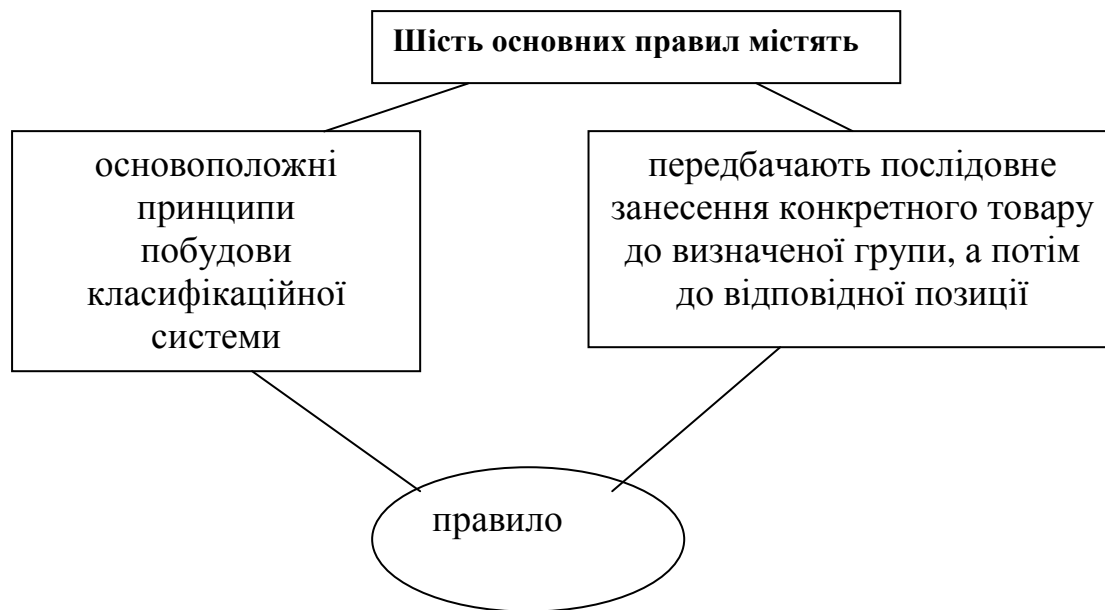 Шість основних правил містять
основоположні
принципи
побудови
класифікаційної
системи
передбачають послідовне
занесення конкретного товару
до визначеної групи, а потім
до відповідної позиції
правило